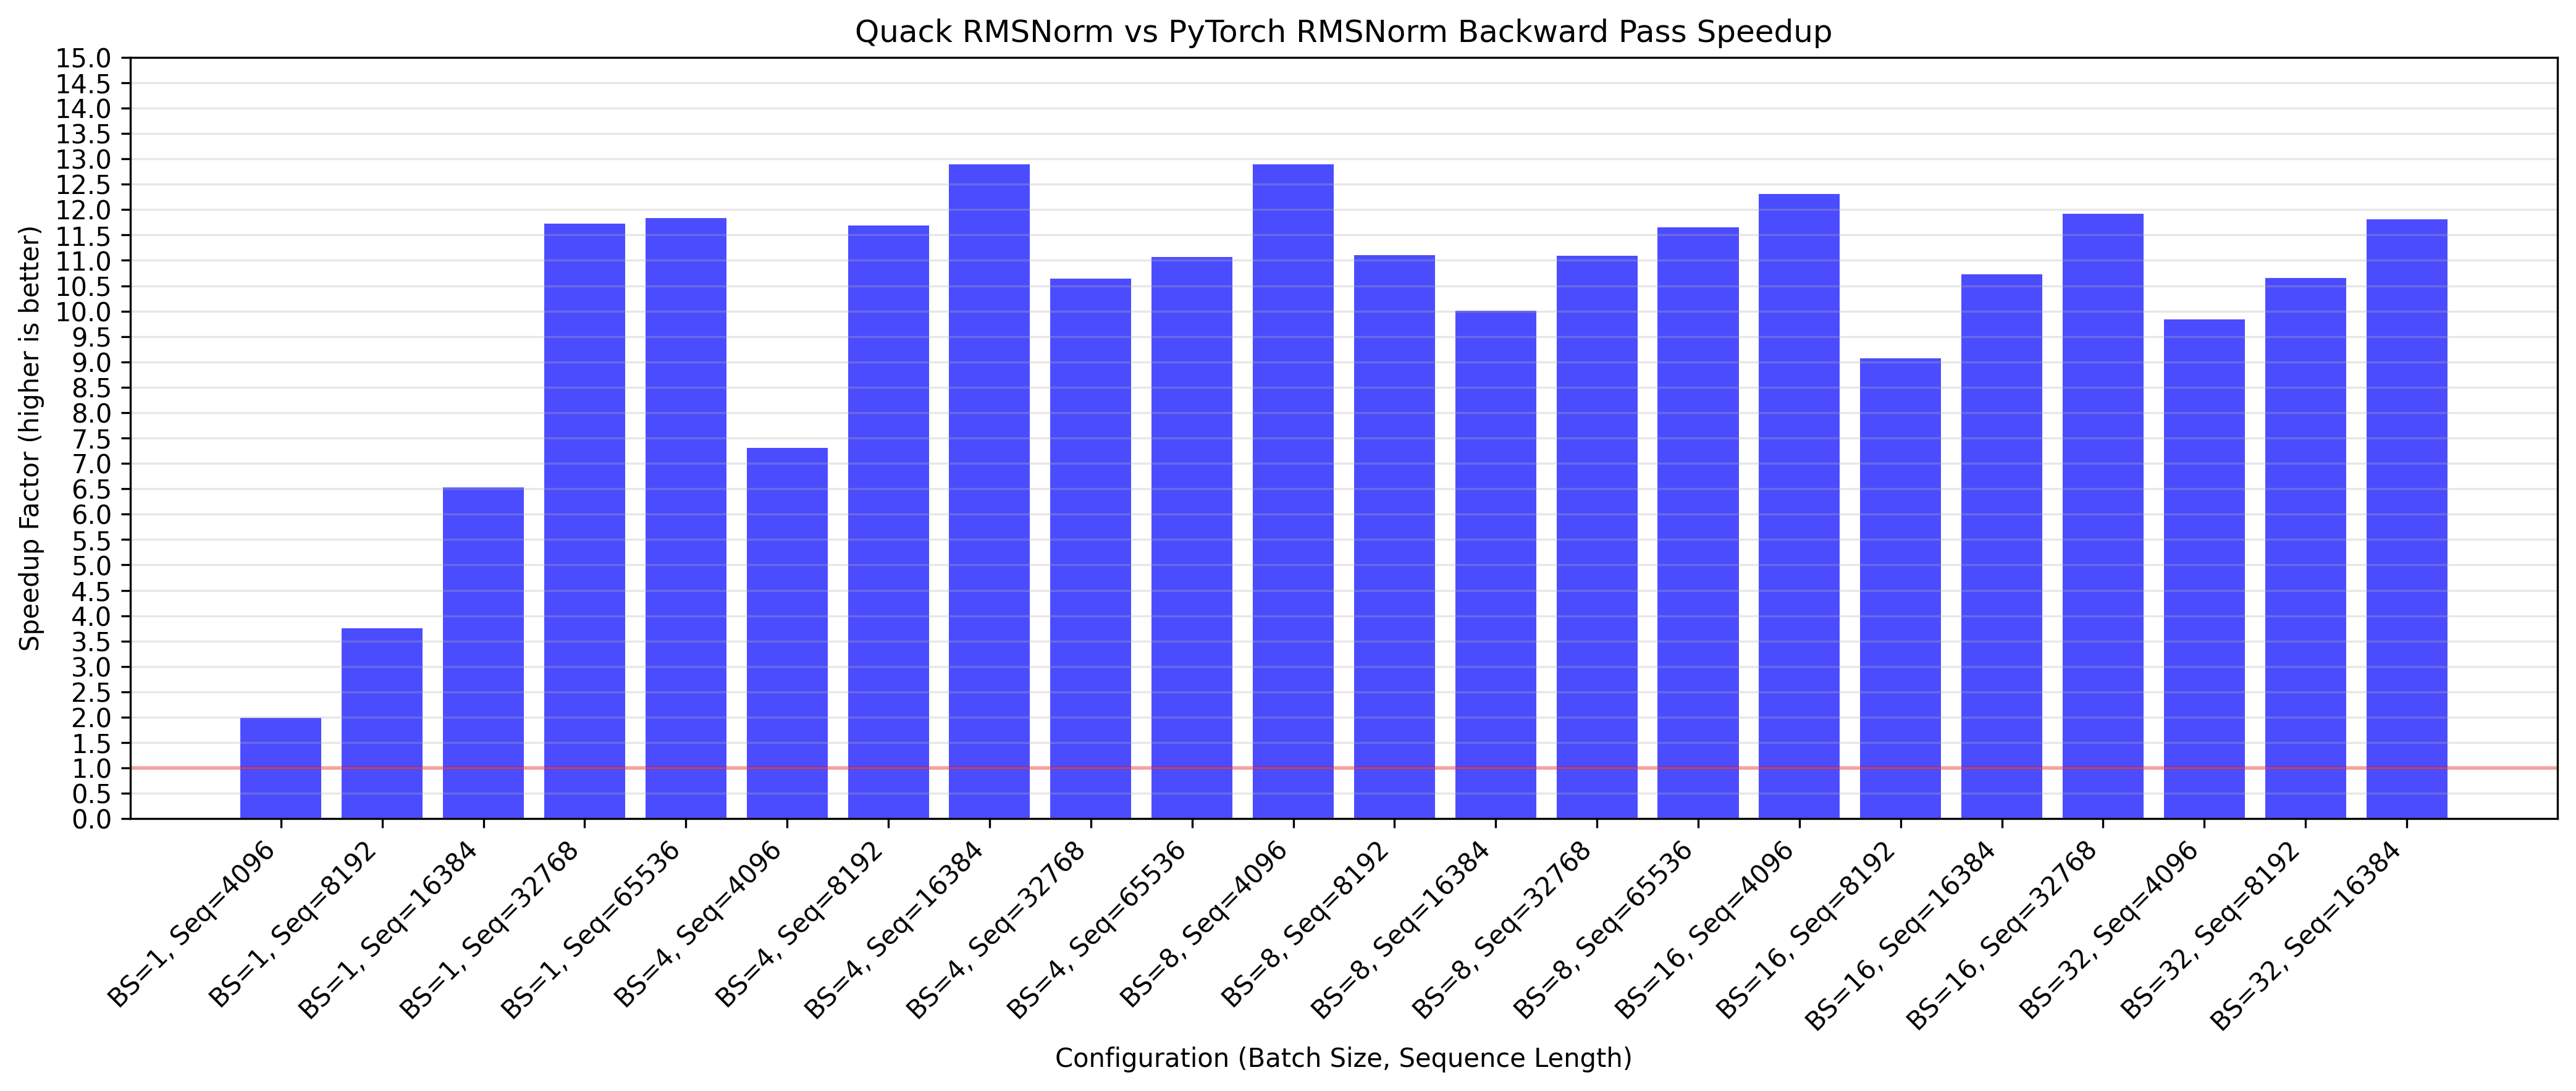 Quack RMSNorm vs PyTorch RMSNorm Backward Pass Speedup
Speedup Factor (higher is better)
15.0
14.5
14.0
13.5
13.0
12.5
12.0
11.5
11.0
10.5
10.0
9.5
9.0
8.5
8.0
7.5
7.0
6.5
6.0
5.5
5.0
4.5
4.0
3.5
3.0
2.5
2.0
1.5
1.0
0.5
0.0
BS=1, Seq=4096
BS=1, Seq=8192
BS=1, Seq=16384
BS=1, Seq=32768
BS=1, Seq=65536
BS=4, Seq=4096
BS=4, Seq=8192
BS=4, Seq=16384
BS=4, Seq=32768
BS=4, Seq=65536
BS=8, Seq=4096
BS=8, Seq=8192
BS=8, Seq=16384
BS=8, Seq=32768
BS=8, Seq=65536
BS=16, Seq=4096
BS=16, Seq=8192
BS=16, Seq=16384
BS=16, Seq=32768
BS=32, Seq=4096
BS=32, Seq=8192
BS=32, Seq=16384
Configuration (Batch Size, Sequence Length)